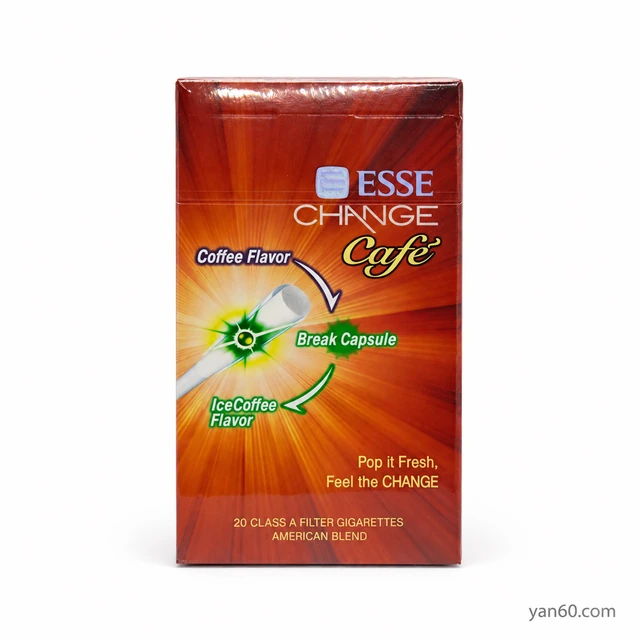 ESSE
CHANGE
Café
Coffee Flavor
Break Capsule
IceCoffee
Flavor
Pop it Fresh,
Feel the CHANGE
20 CLASS A FILTER GIGARETTES
AMERICAN BLEND
yan60.com